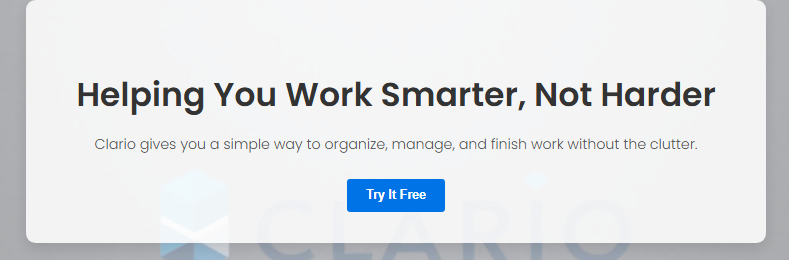 Helping You Work Smarter, Not Harder
Clario gives you a simple way to organize, manage, and finish work without the clutter.
Try It Free
CLARIO